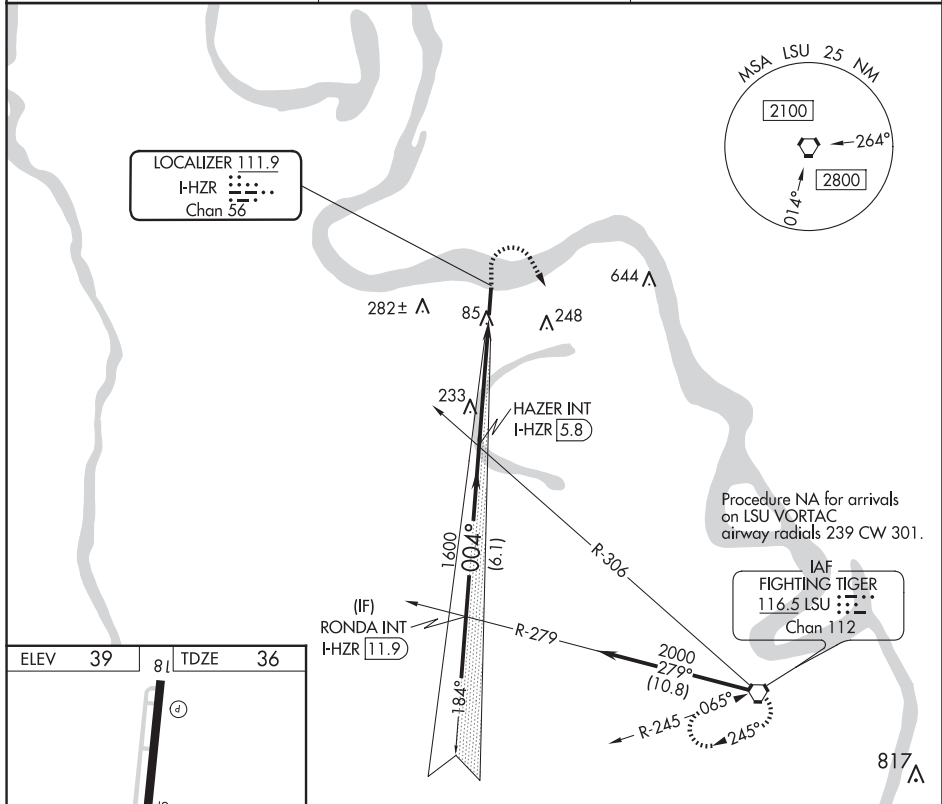 MSA LSU 25 NM
2100
264°
2800
014°
LOCALIZER 111.9
I-HZR
Chan 56
644
282±
85
248
233
HAZER INT
I-HZR 5.8
Procedure NA for arrivals
on LSU VORTAC
airway radials 239 CW 301.
1600
004°
(6.1)
R-306
IAF
FIGHTING TIGER
116.5 LSU
Chan 112
(IF)
RONDA INT
I-HZR 11.9
R-279
2000
279°
(10.8)
184°
R-245
065°
245°
817
ELEV 39
TDZE 36
18
P